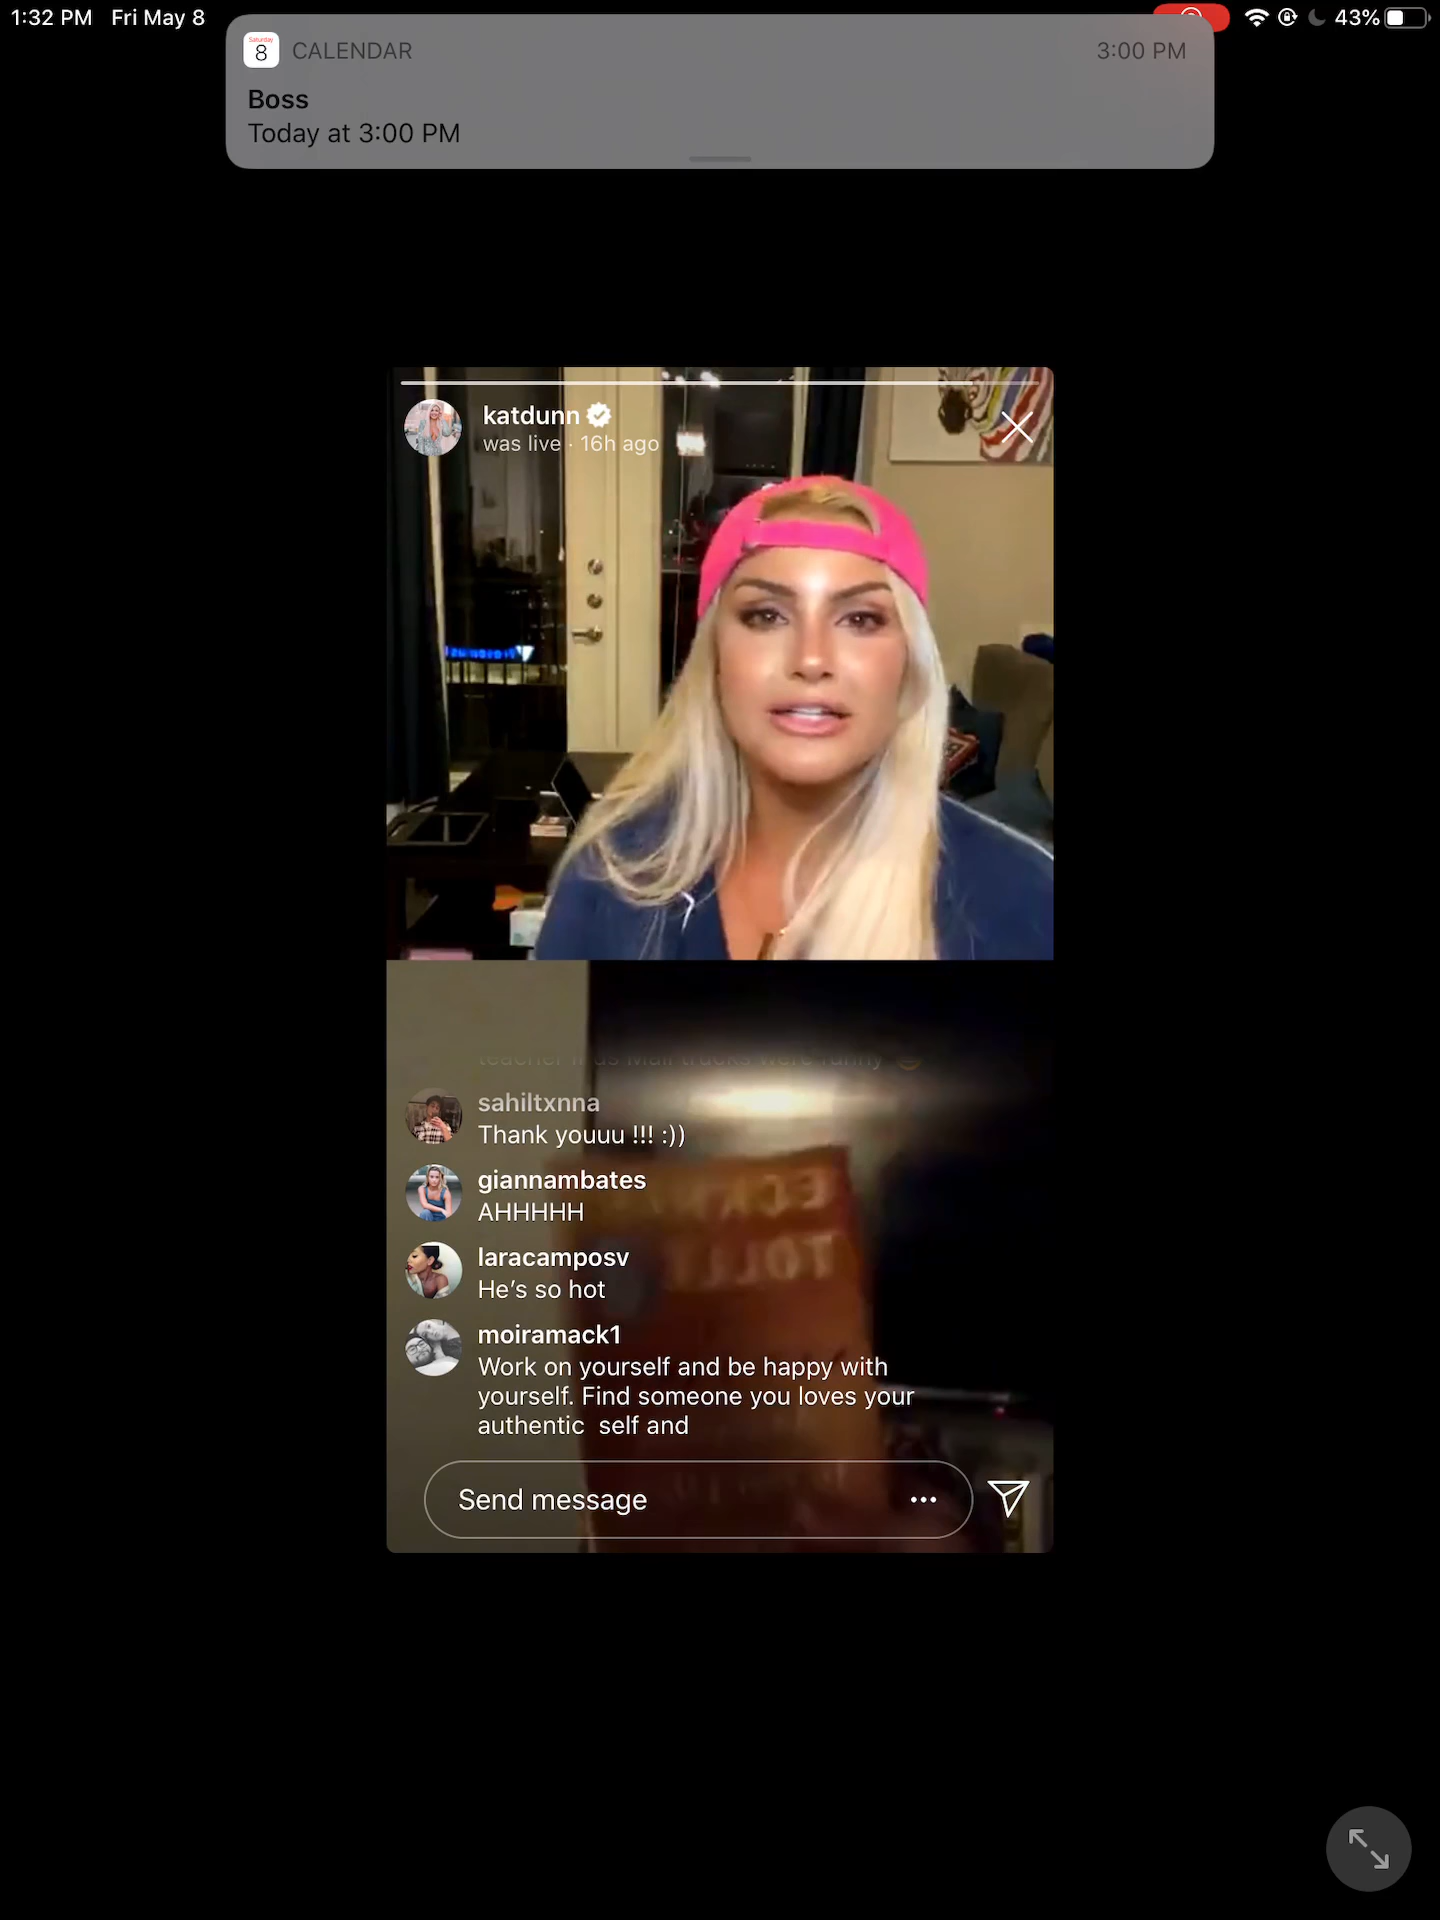 1:32 PM Fri May 8
43%
Saturday
8
CALENDAR
3:00 PM
Boss
Today at 3:00 PM
katdunn
was live · 16h ago
sahiltxnna
Thank youuu !!! :))
giannambates
AHHHHH
laracamposv
He’s so hot
moiramack1
Work on yourself and be happy with
yourself. Find someone you loves your
authentic  self and
Send message